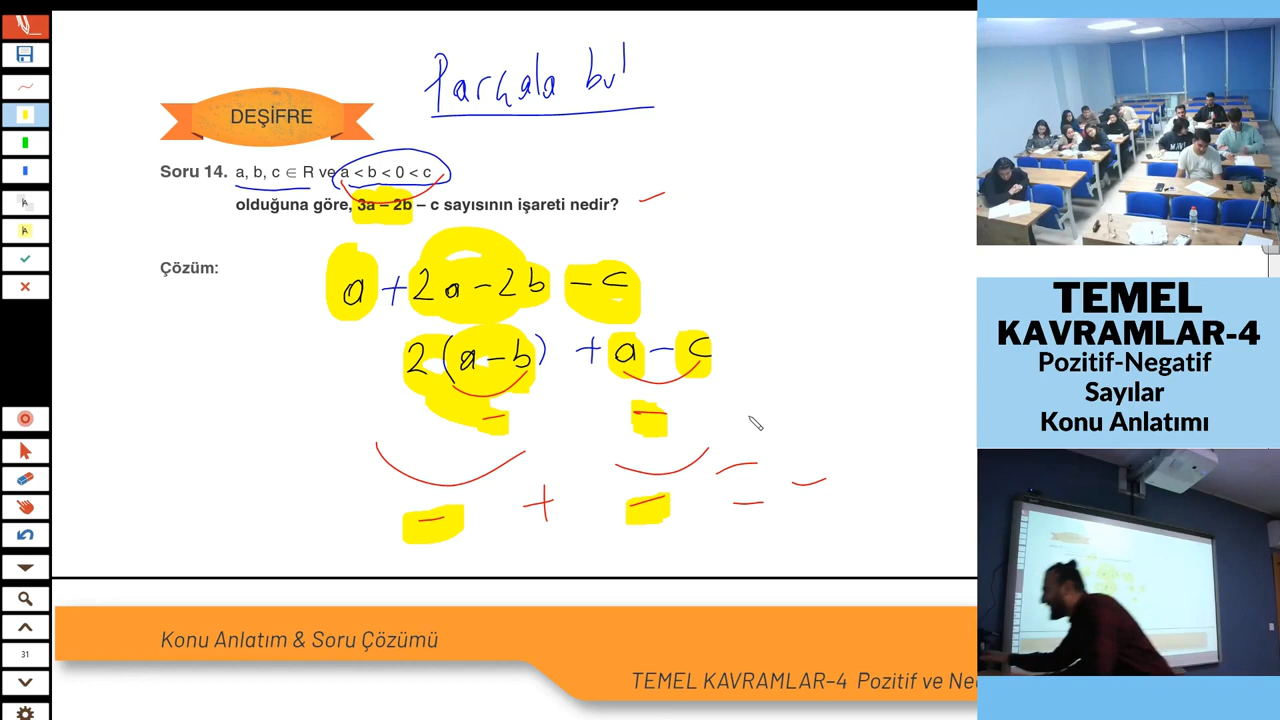 Parçala bul
DEŞİFRE
Soru 14. a, b, c ∈ R ve a < b < 0 < c
olduğuna göre, 3a – 2b – c sayısının işareti nedir?
Çözüm:
a + 2a – 2b – c
2(a – b) + a – c
– –
– + – = –
Konu Anlatım & Soru Çözümü
TEMEL KAVRAMLAR–4 Pozitif ve Ne
31
TEMEL
KAVRAMLAR-4
Pozitif-Negatif
Sayılar
Konu Anlatımı